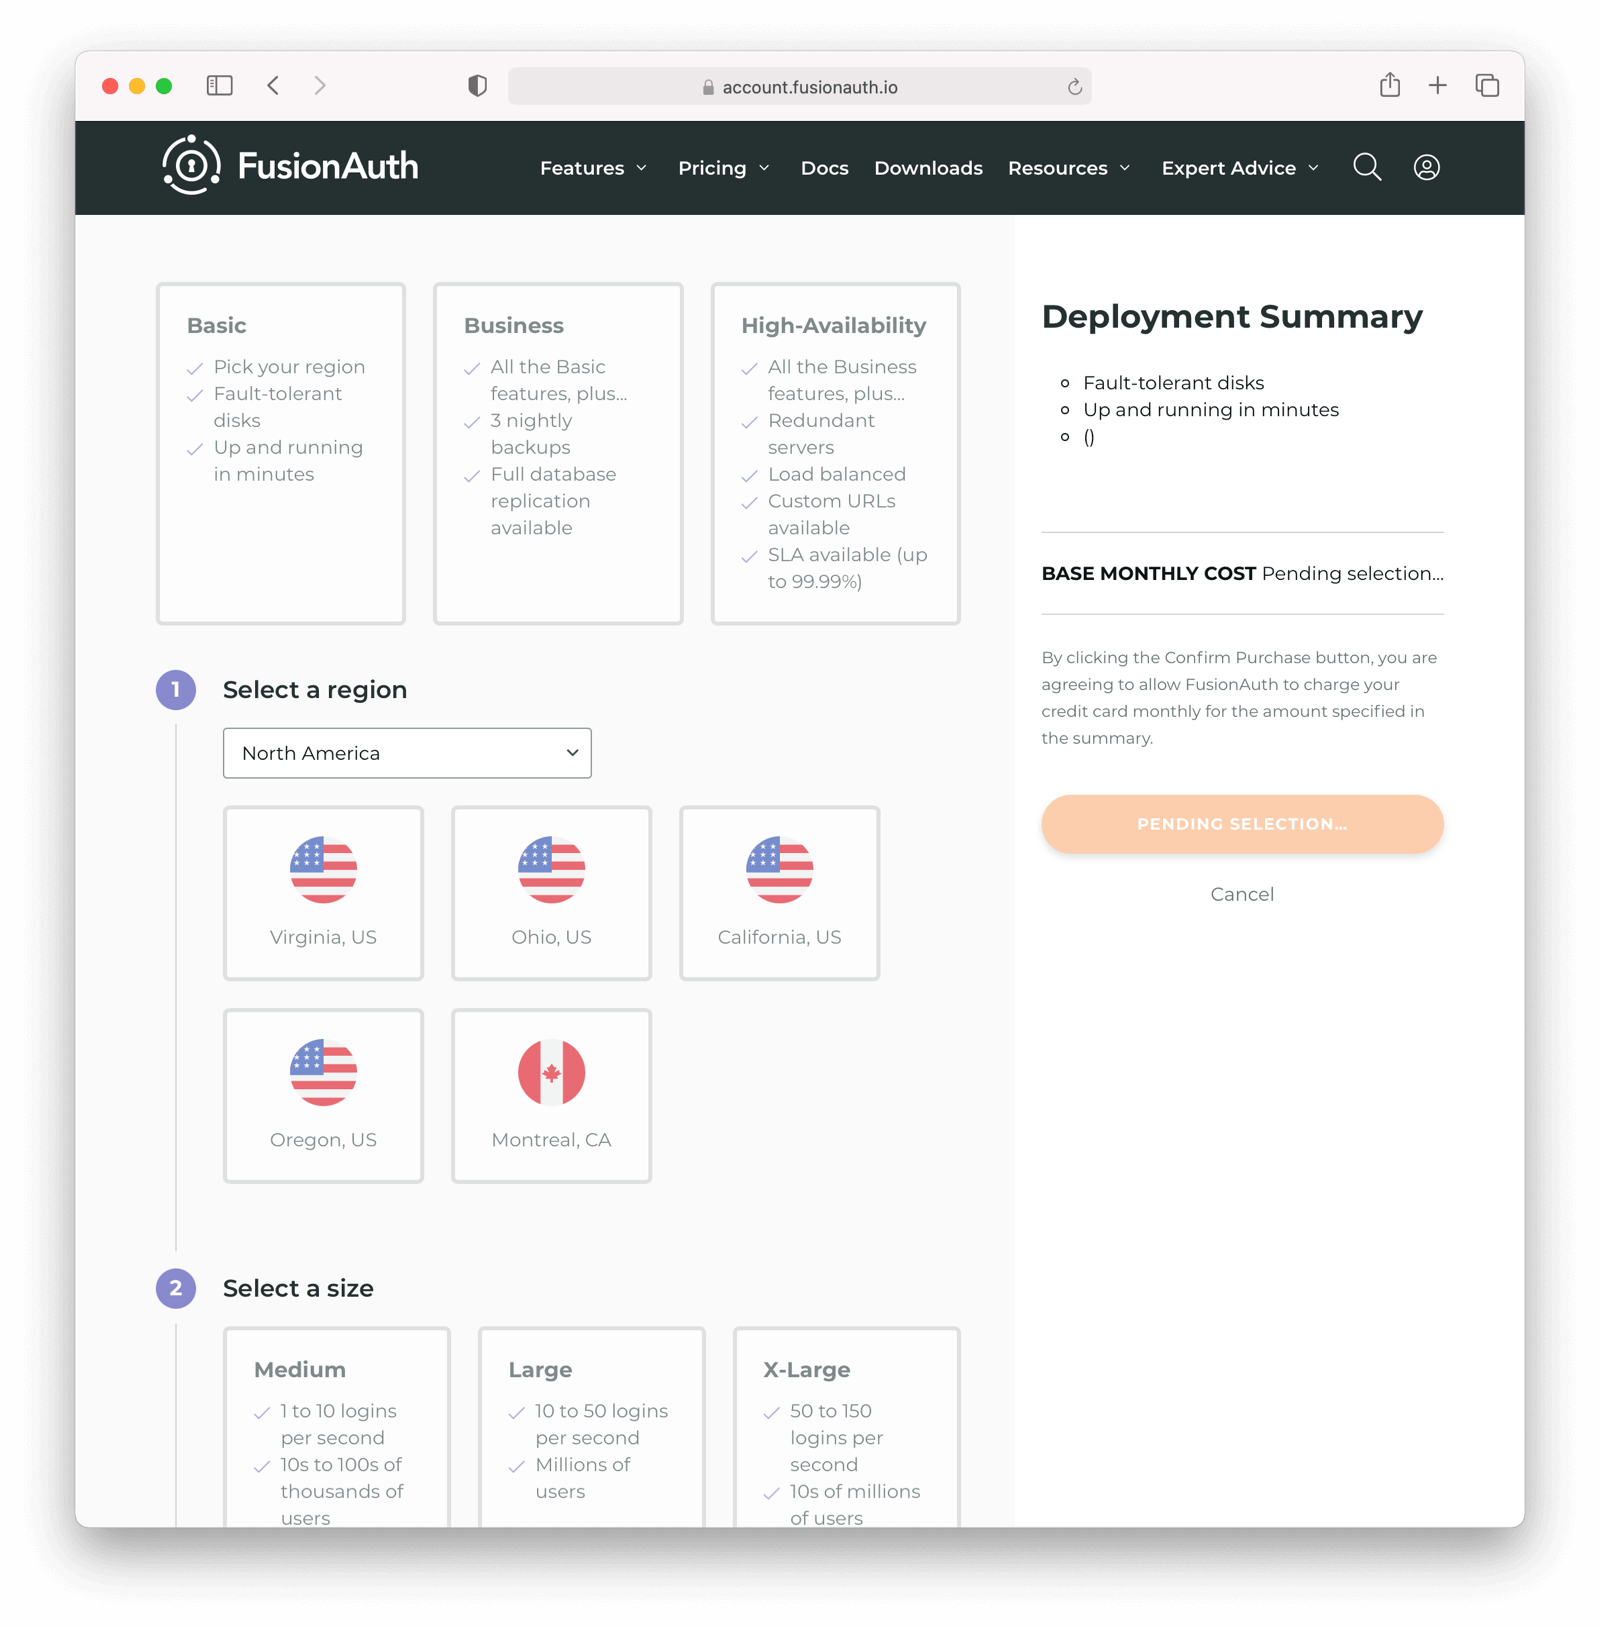 account.fusionauth.io
FusionAuth
Features
Pricing
Docs
Downloads
Resources
Expert Advice
Basic
Pick your region
Fault-tolerant
disks
Up and running
in minutes
Business
All the Basic
features, plus...
3 nightly
backups
Full database
replication
available
High-Availability
All the Business
features, plus...
Redundant
servers
Load balanced
Custom URLs
available
SLA available (up
to 99.99%)
1 Select a region
North America
Virginia, US
Ohio, US
California, US
Oregon, US
Montreal, CA
2 Select a size
Medium
1 to 10 logins
per second
10s to 100s of
thousands of
users
Large
10 to 50 logins
per second
Millions of
users
X-Large
50 to 150
logins per
second
10s of millions
of users
Deployment Summary
Fault-tolerant disks
Up and running in minutes
()
BASE MONTHLY COST Pending selection...
By clicking the Confirm Purchase button, you are
agreeing to allow FusionAuth to charge your
credit card monthly for the amount specified in
the summary.
PENDING SELECTION...
Cancel